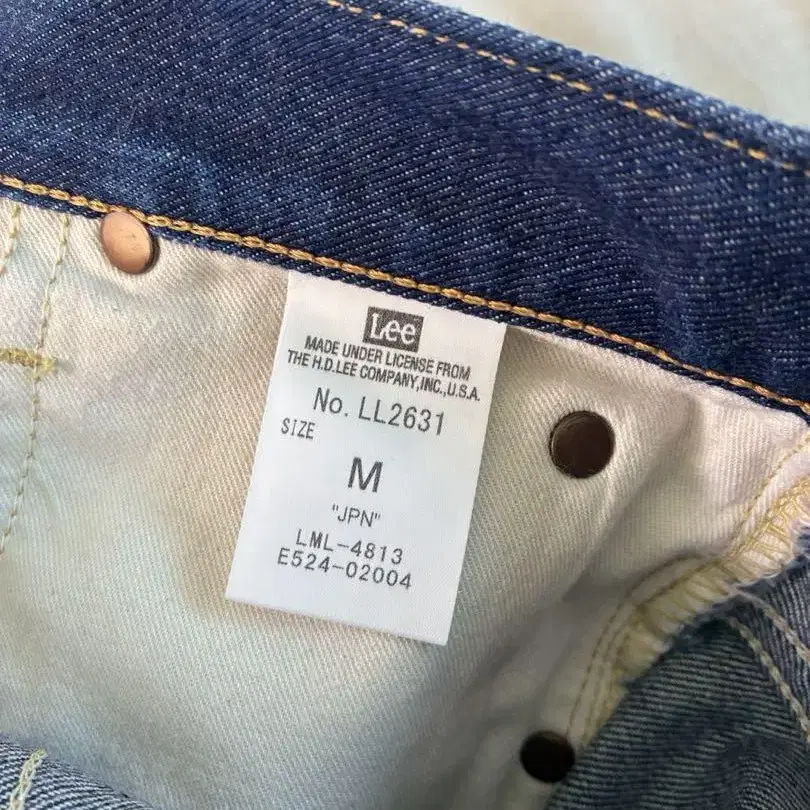 Lee
MADE UNDER LICENSE FROM
THE H.D.LEE COMPANY,INC.,U.S.A.
No. LL2631
SIZE
M
"JPN"
LML-4813
E524-02004